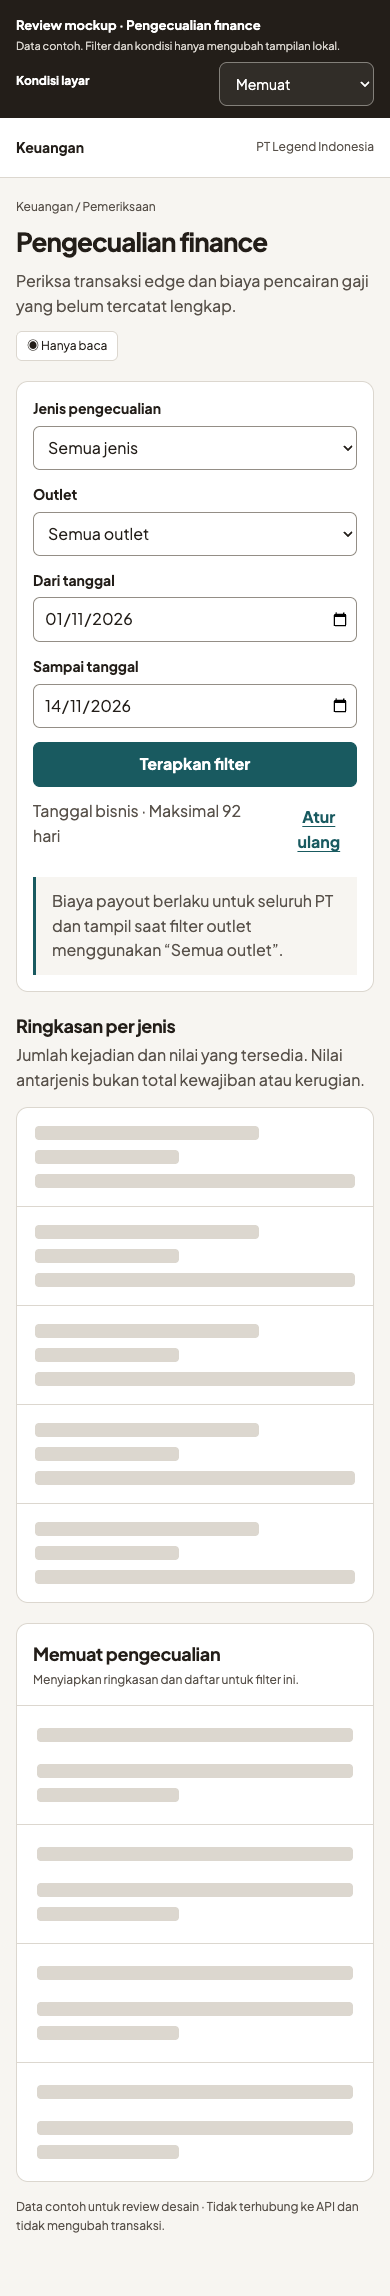 Review mockup · Pengecualian finance
Data contoh. Filter dan kondisi hanya mengubah tampilan lokal.
Kondisi layar
Memuat
Keuangan
PT Legend Indonesia
Keuangan / Pemeriksaan
Pengecualian finance
Periksa transaksi edge dan biaya pencairan gaji
yang belum tercatat lengkap.
◉ Hanya baca
Jenis pengecualian
Semua jenis
Outlet
Semua outlet
Dari tanggal
01/11/2026
Sampai tanggal
14/11/2026
Terapkan filter
Tanggal bisnis · Maksimal 92
hari
Atur
ulang
Biaya payout berlaku untuk seluruh PT
dan tampil saat filter outlet
menggunakan “Semua outlet”.
Ringkasan per jenis
Jumlah kejadian dan nilai yang tersedia. Nilai
antarjenis bukan total kewajiban atau kerugian.
Memuat pengecualian
Menyiapkan ringkasan dan daftar untuk filter ini.
Data contoh untuk review desain · Tidak terhubung ke API dan
tidak mengubah transaksi.